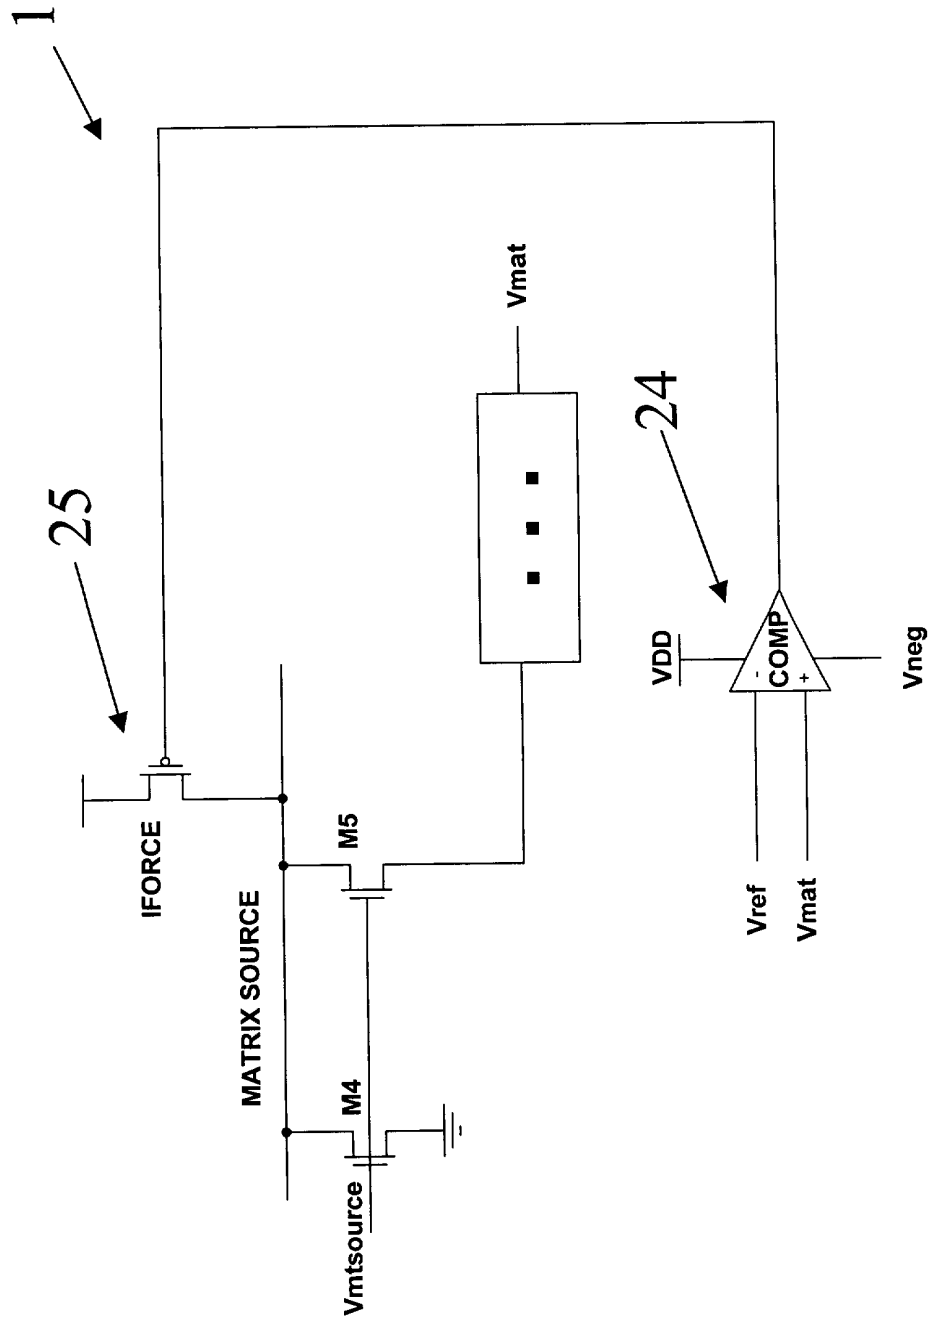 1
25
IFORCE
MATRIX SOURCE
M5
M4
Vmtsource
Vmat
24
VDD
-
COMP
+
Vneg
Vref
Vmat